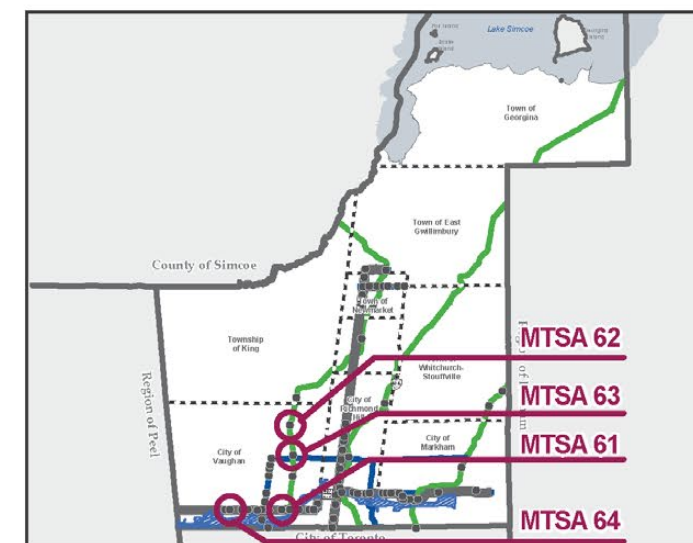 Lake Simcoe
Town of
Georgina
Town of East
Gwillimbury
County of Simcoe
Town of
Newmarket
Township
of King
MTSA 62
Whitchurch-
Stouffville
Region of Peel
MTSA 63
City of
Richmond
Hill
City of
Vaughan
City of
Markham
MTSA 61
MTSA 64
City of Toronto